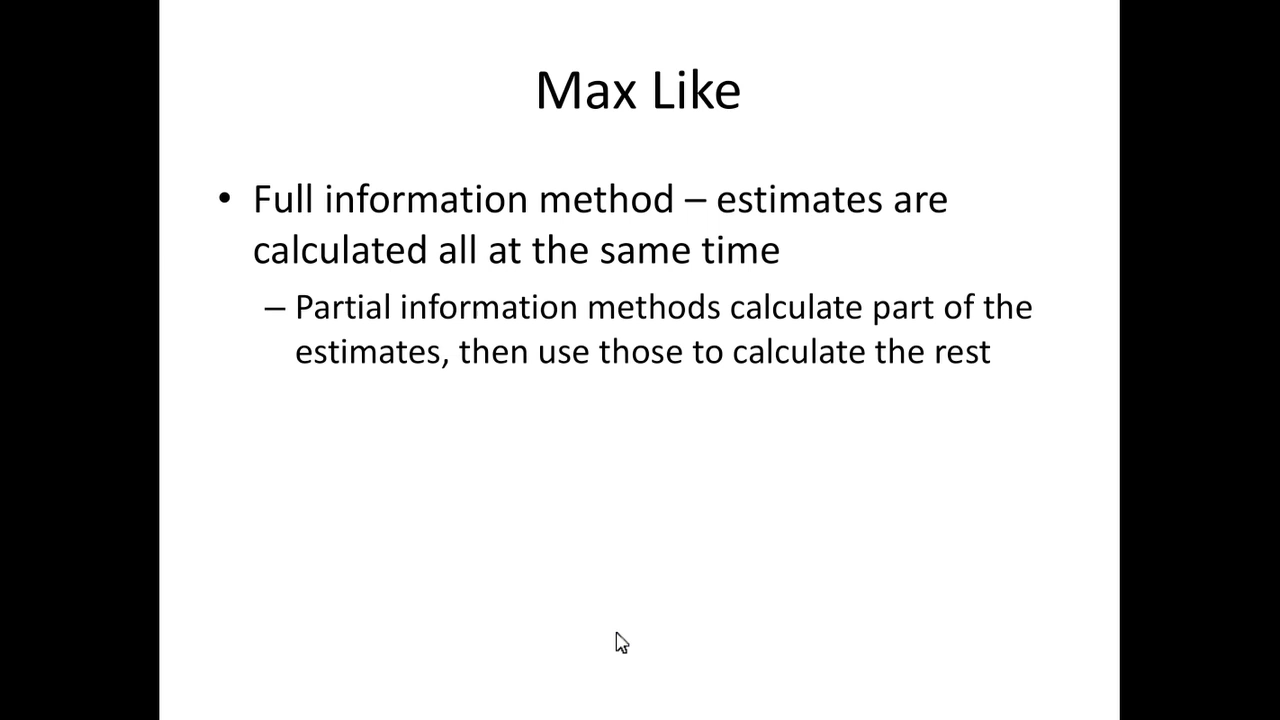 Max Like
• Full information method – estimates are
calculated all at the same time
– Partial information methods calculate part of the
estimates, then use those to calculate the rest